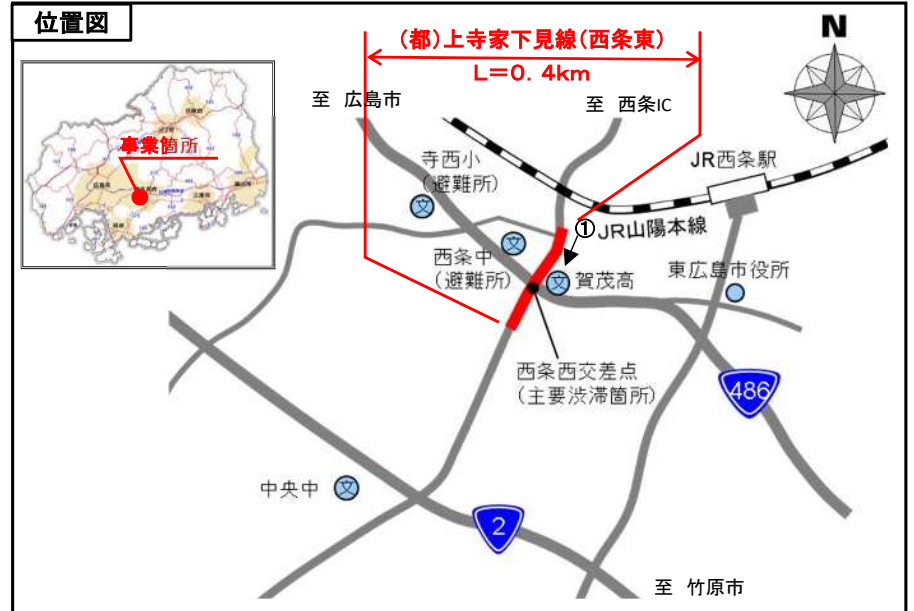 位置図
(都)上寺家下見線(西条東)
L=0.4km
N
至 広島市
至 西条IC
事業箇所
JR西条駅
寺西小
(避難所)
文
①
JR山陽本線
文
西条中
(避難所)
文
賀茂高
東広島市役所
西条西交差点
(主要渋滞箇所)
486
中央中
文
2
至 竹原市